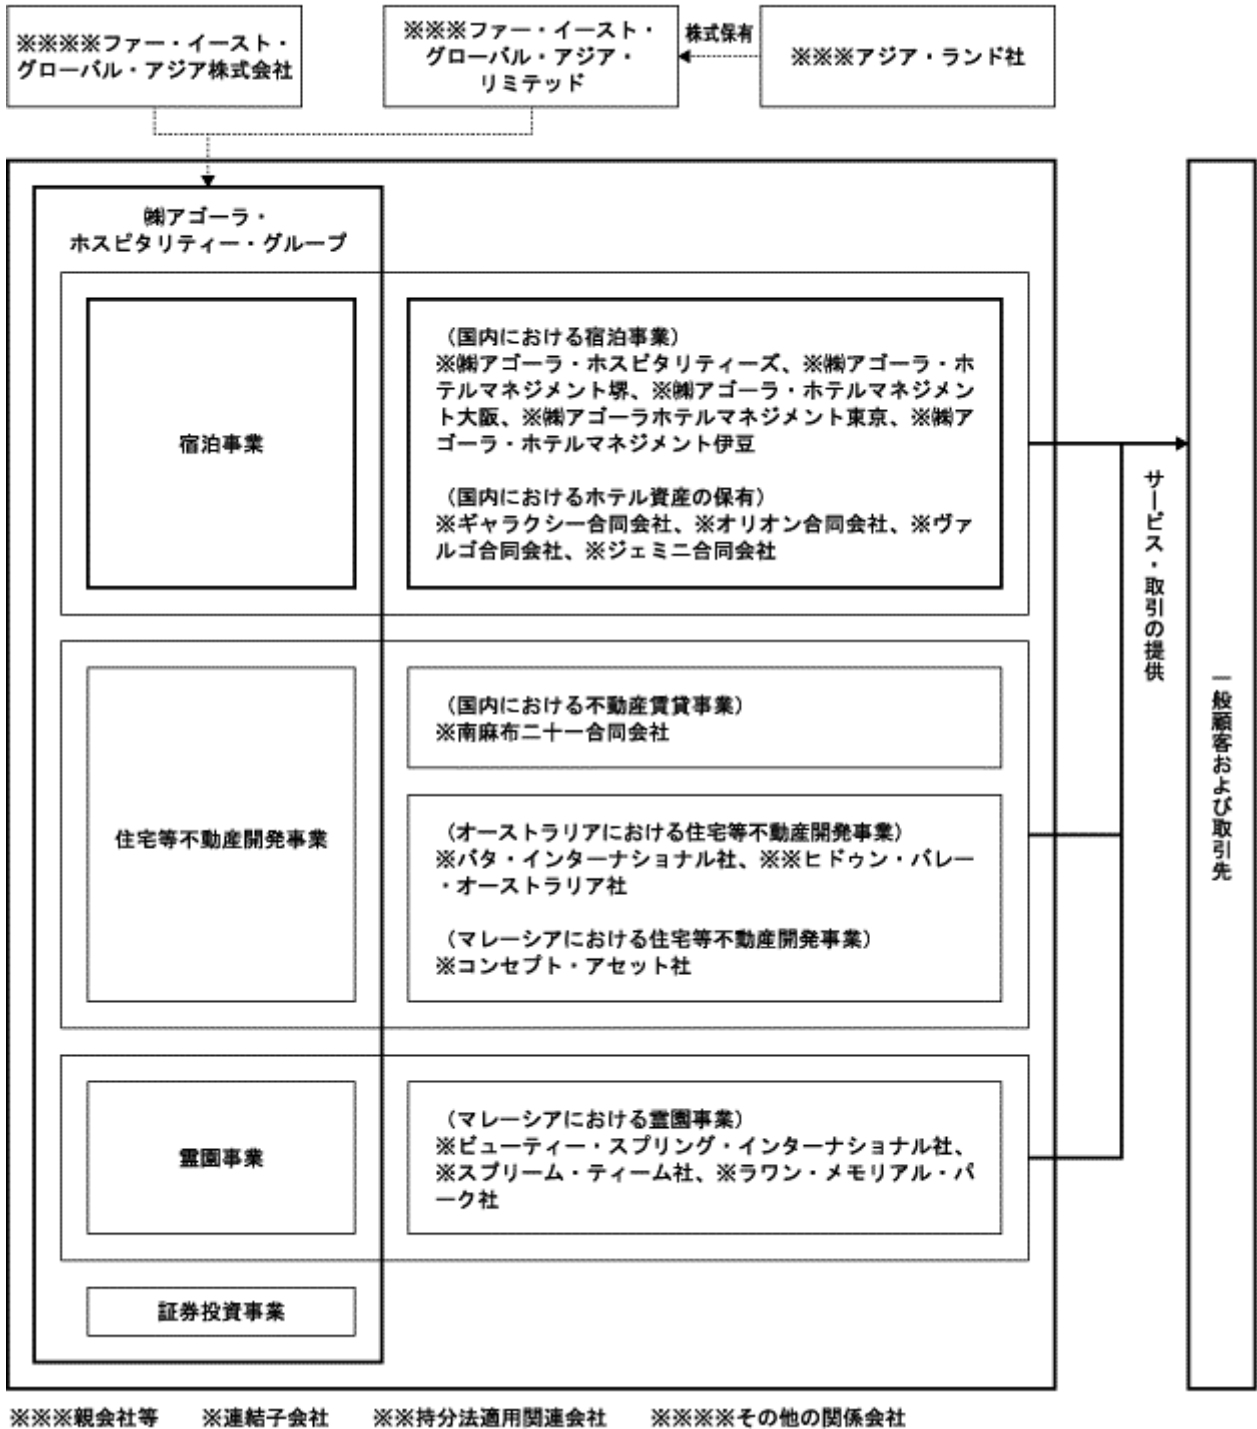 ※※※※ファー・イースト・
グローバル・アジア株式会社
※※※ファー・イースト・
グローバル・アジア・
リミテッド
株式保有
※※※アジア・ランド社
㈱アゴーラ・
ホスピタリティー・グループ
宿泊事業
(国内における宿泊事業)
※㈱アゴーラ・ホスピタリティーズ、※㈱アゴーラ・ホ
テルマネジメント堺、※㈱アゴーラ・ホテルマネジメン
ト大阪、※㈱アゴーラホテルマネジメント東京、※㈱ア
ゴーラ・ホテルマネジメント伊豆
(国内におけるホテル資産の保有)
※ギャラクシー合同会社、※オリオン合同会社、※ヴァ
ルゴ合同会社、※ジェミニ合同会社
住宅等不動産開発事業
(国内における不動産賃貸事業)
※南麻布二十一合同会社
(オーストラリアにおける住宅等不動産開発事業)
※バタ・インターナショナル社、※※ヒドゥン・バレー
・オーストラリア社
(マレーシアにおける住宅等不動産開発事業)
※コンセプト・アセット社
霊園事業
(マレーシアにおける霊園事業)
※ビューティー・スプリング・インターナショナル社、
※スプリーム・ティーム社、※ラワン・メモリアル・パ
ーク社
証券投資事業
サービス・取引の提供
一般顧客および取引先
※※※親会社等 ※連結子会社 ※※持分法適用関連会社 ※※※※その他の関係会社